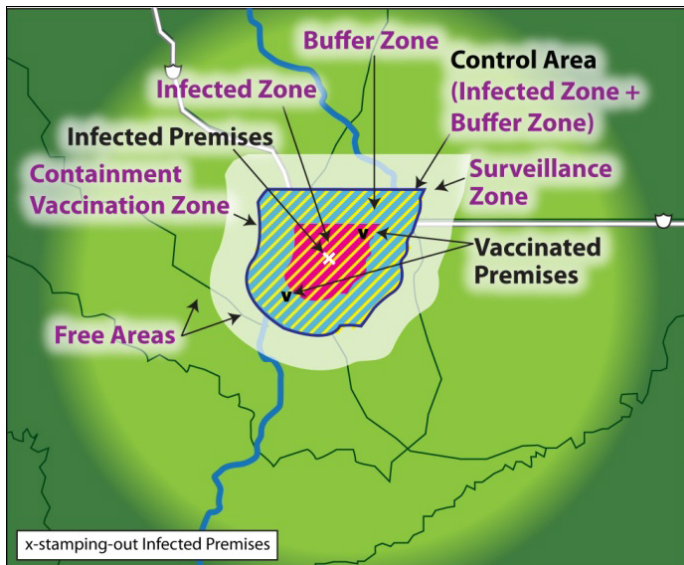 Buffer Zone
Control Area
(Infected Zone +
Buffer Zone)
Infected Zone
Infected Premises
Containment
Vaccination Zone
Surveillance
Zone
v
Vaccinated
Premises
x
v
Free Areas
x-stamping-out Infected Premises